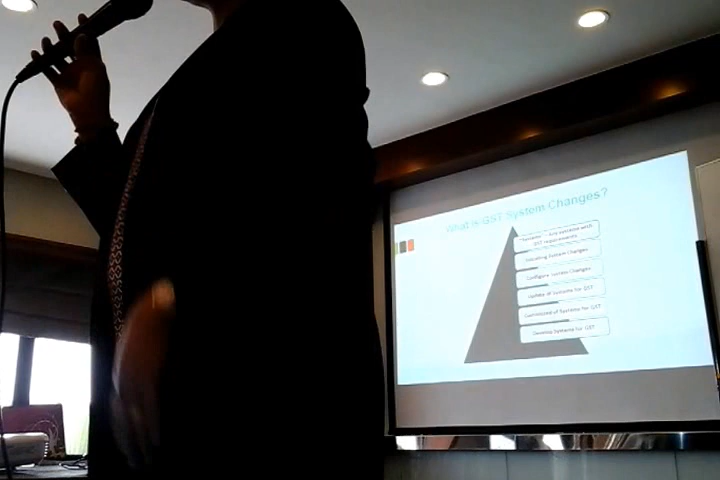 What is GST System Changes?
GST requirements
Configure System Changes
Update of Systems for GST
Customized of Systems for GST
Develop Systems for GST